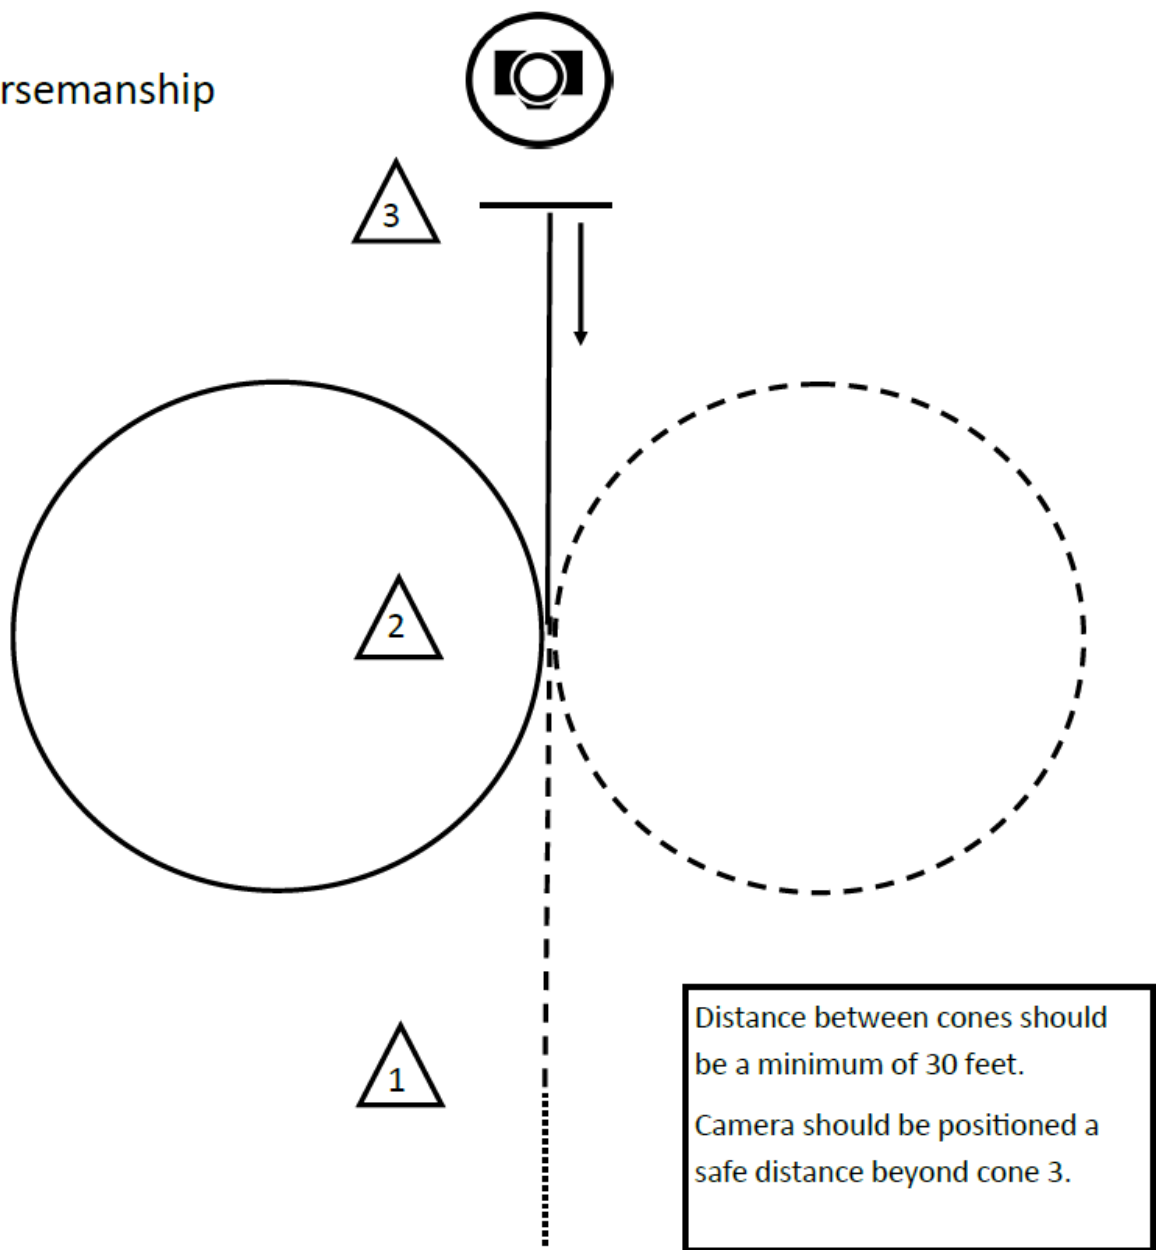 rsemanship
3
2
1
Distance between cones should
be a minimum of 30 feet.
Camera should be positioned a
safe distance beyond cone 3.